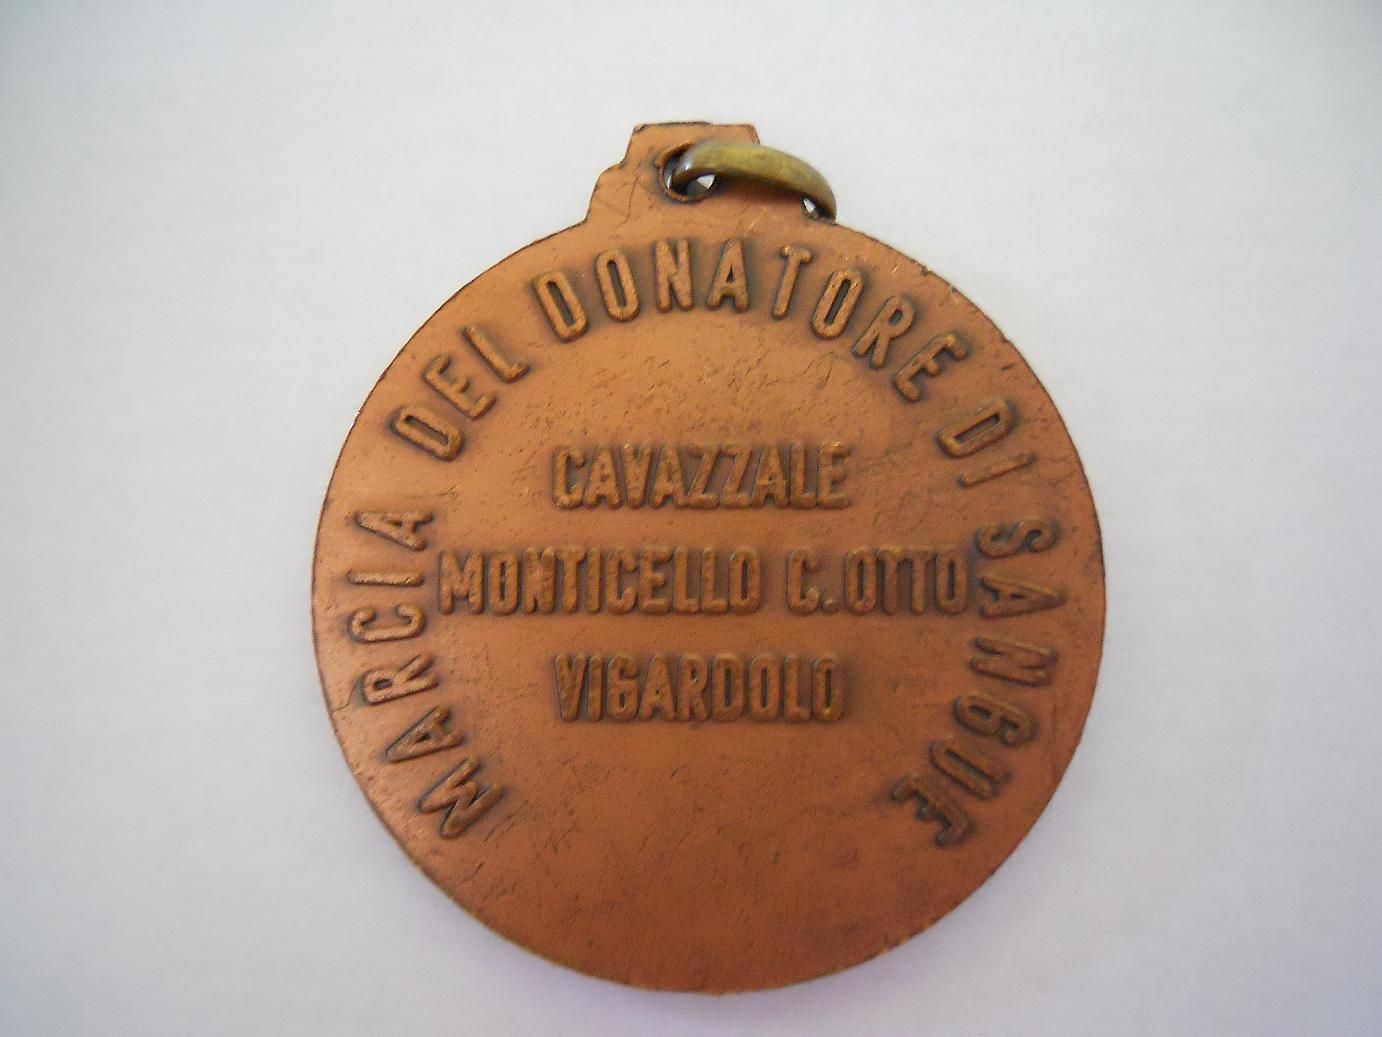 MARCIA DEL DONATORE DI SANGUE
CAVAZZALE
MONTICELLO C. OTTO
VIGARDOLO